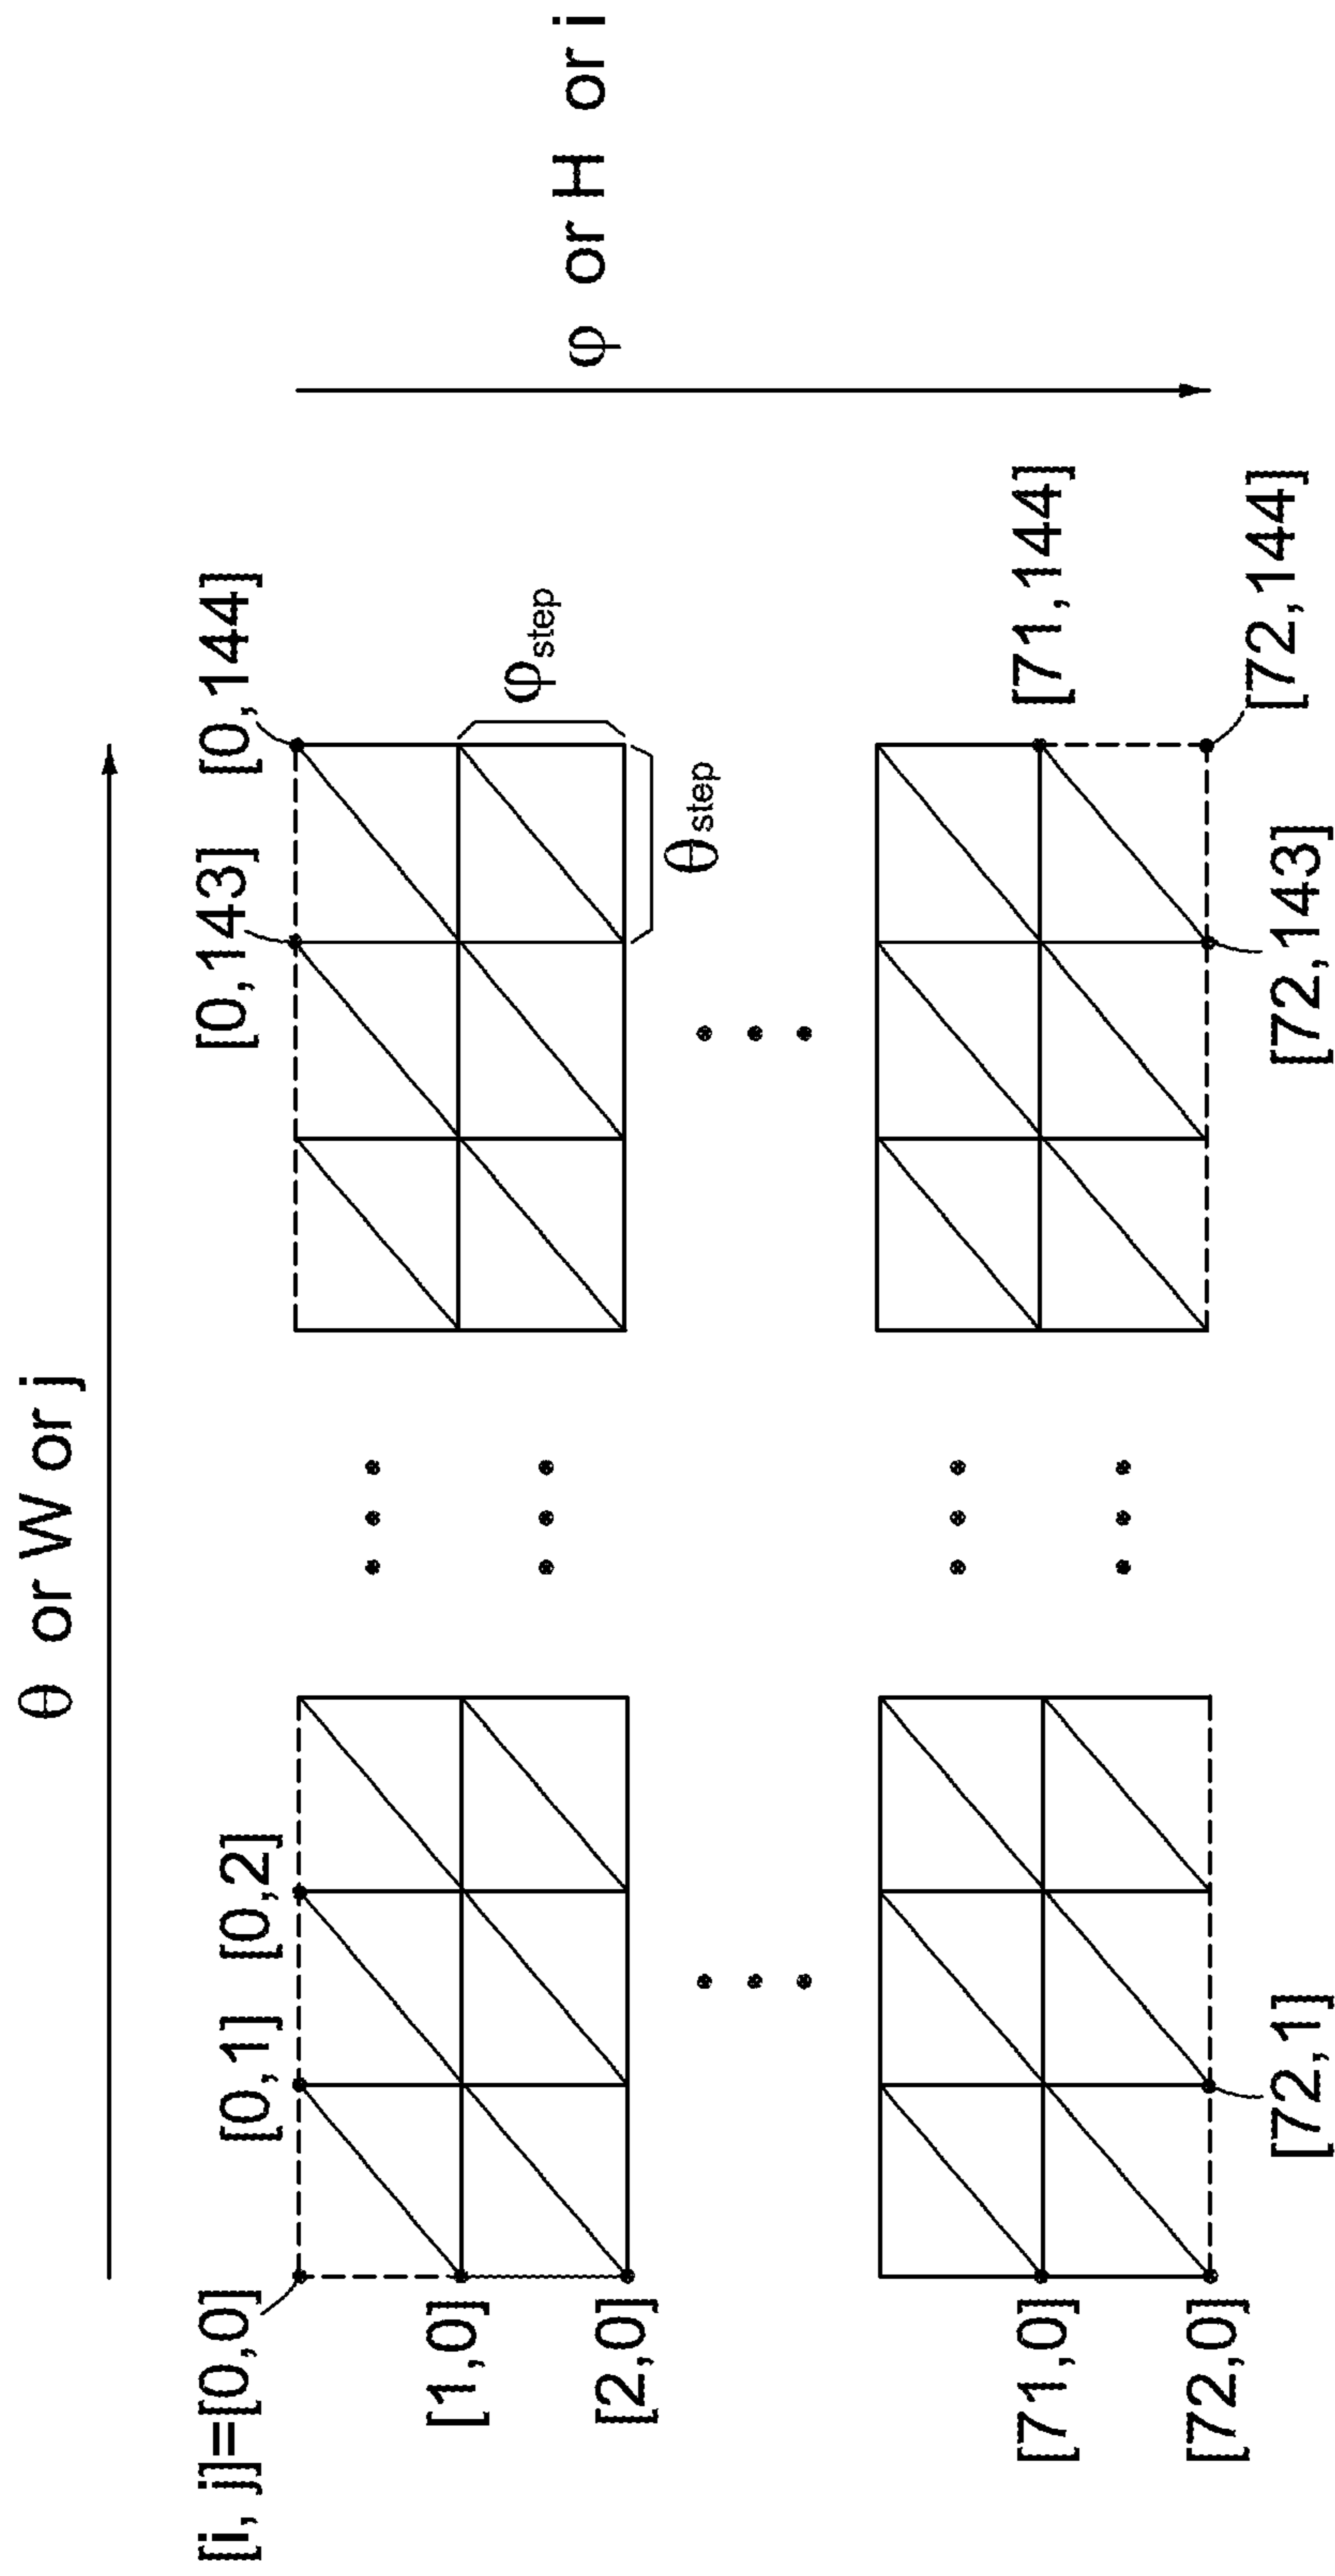 θ or W or j
[i, j]=[0,0]
[0,1]
[0,2]
[0,143]
[0,144]
[1,0]
φstep
φ or H or i
[2,0]
θstep
[71,0]
[71,144]
[72,0]
[72,1]
[72,143]
[72,144]